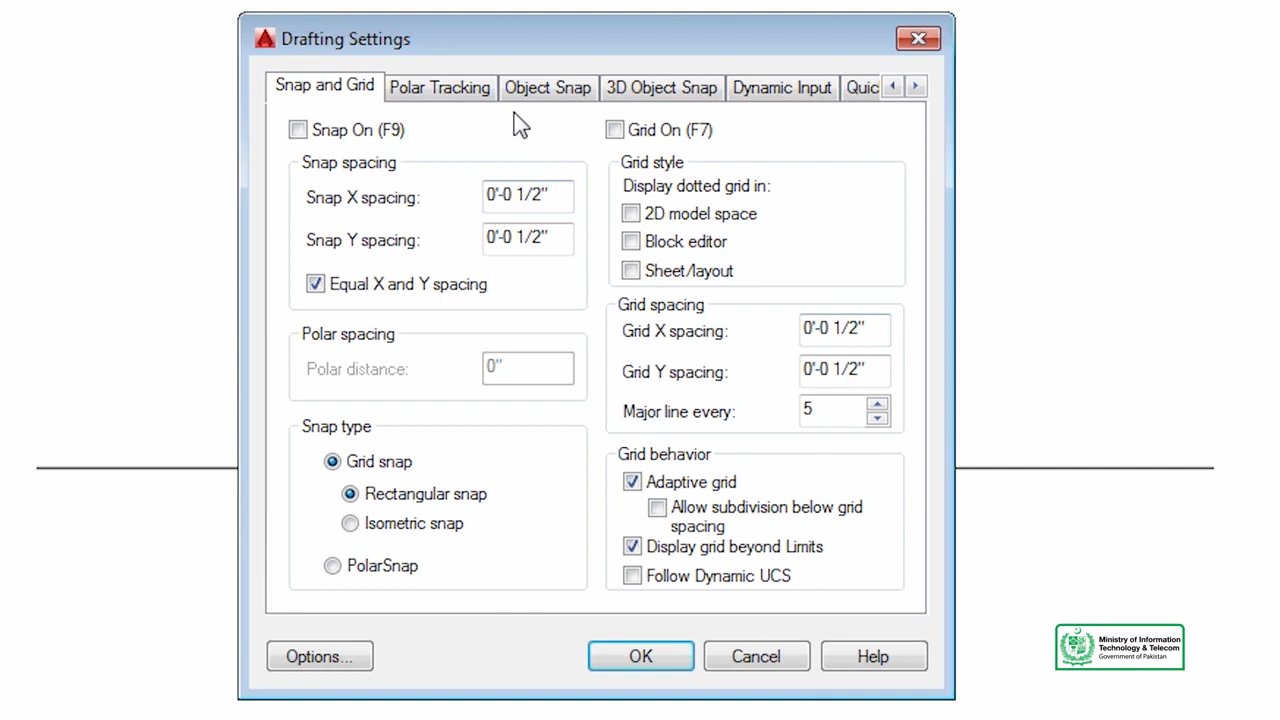 Drafting Settings
Snap and Grid
Polar Tracking
Object Snap
3D Object Snap
Dynamic Input
Quic
Snap On (F9)
Snap spacing
Snap X spacing:
0'-0 1/2"
Snap Y spacing:
0'-0 1/2"
Equal X and Y spacing
Polar spacing
Polar distance:
0"
Snap type
Grid snap
Rectangular snap
Isometric snap
PolarSnap
Grid On (F7)
Grid style
Display dotted grid in:
2D model space
Block editor
Sheet/layout
Grid spacing
Grid X spacing:
0'-0 1/2"
Grid Y spacing:
0'-0 1/2"
Major line every:
5
Grid behavior
Adaptive grid
Allow subdivision below grid
spacing
Display grid beyond Limits
Follow Dynamic UCS
Options...
OK
Cancel
Help
Ministry of Information
Technology & Telecom
Government of Pakistan